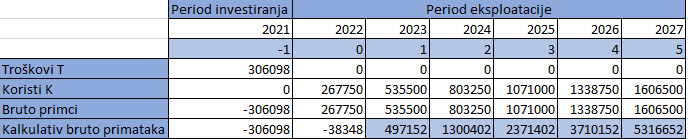 Period investiranja Period eksploatacije
2021 2022 2023 2024 2025 2026 2027
-1 0 1 2 3 4 5
Troškovi T 306098 0 0 0 0 0 0
Koristi K 0 267750 535500 803250 1071000 1338750 1606500
Bruto primci -306098 267750 535500 803250 1071000 1338750 1606500
Kalkulativ bruto primataka -306098 -38348 497152 1300402 2371402 3710152 5316652